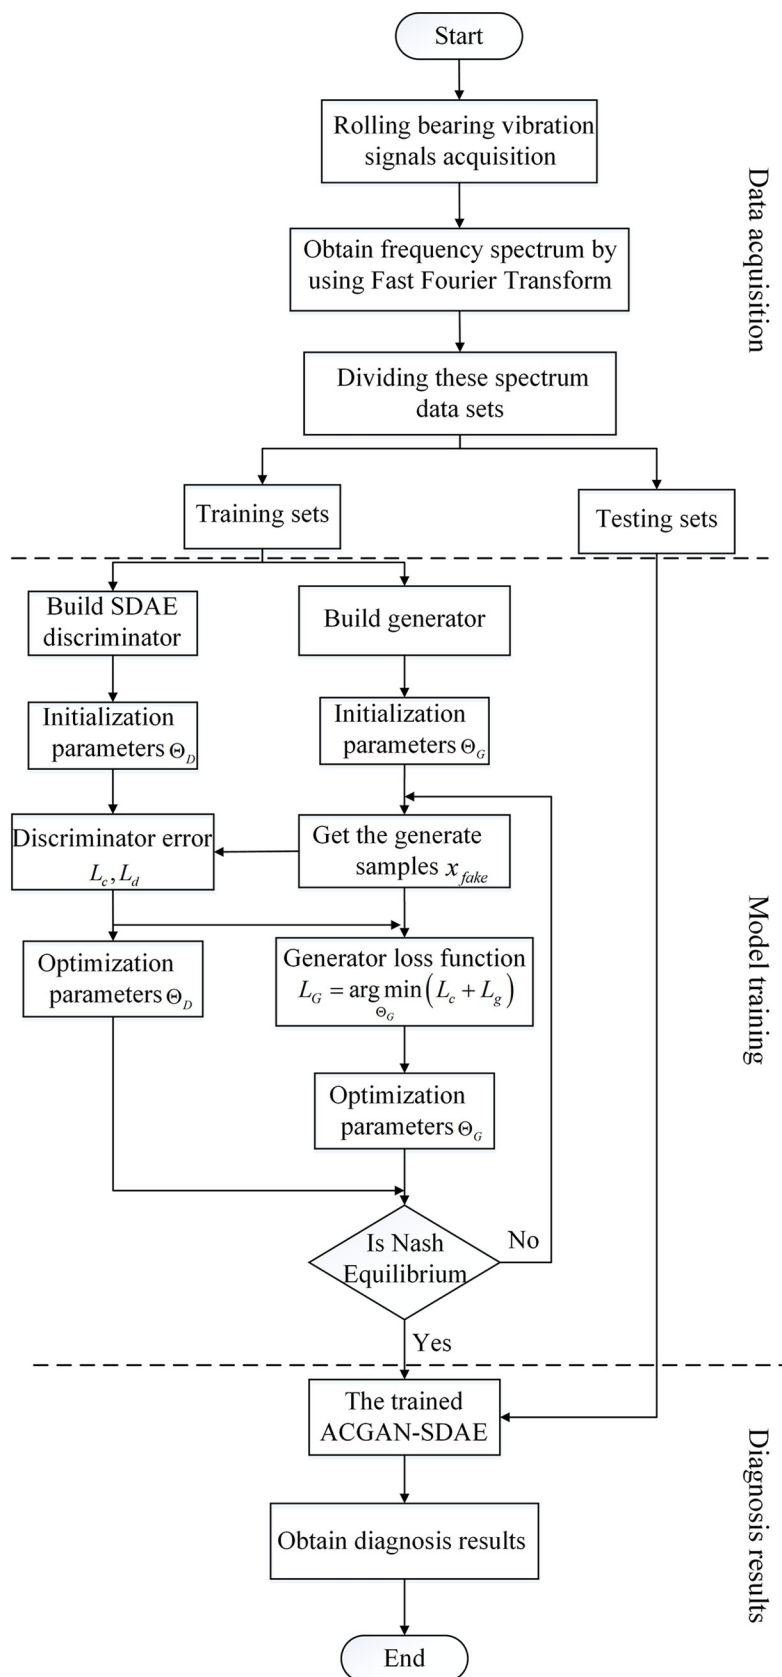 Start
Rolling bearing vibration
signals acquisition
Obtain frequency spectrum by
using Fast Fourier Transform
Dividing these spectrum
data sets
Data acquisition
Training sets
Testing sets
Build SDAE
discriminator
Build generator
Initialization
parameters Θ_D
Initialization
parameters Θ_G
Discriminator error
L_c, L_d
Get the generate
samples x_fake
Optimization
parameters Θ_D
Generator loss function
L_G = arg min (L_c + L_g)
Θ_G
Optimization
parameters Θ_G
Model training
Is Nash
Equilibrium
No
Yes
The trained
ACGAN-SDAE
Obtain diagnosis results
Diagnosis results
End